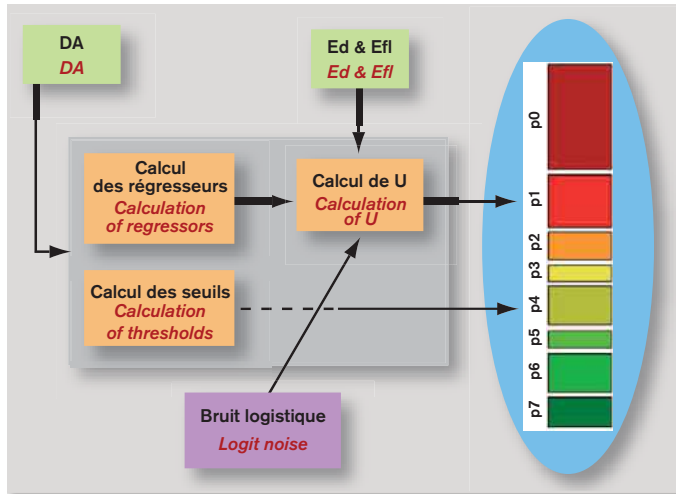 DA
DA
Ed & Efl
Ed & Efl
Calcul
des régresseurs
Calculation
of regressors
Calcul de U
Calculation
of U
Calcul des seuils
Calculation
of thresholds
Bruit logistique
Logit noise
p0
p1
p2
p3
p4
p5
p6
p7